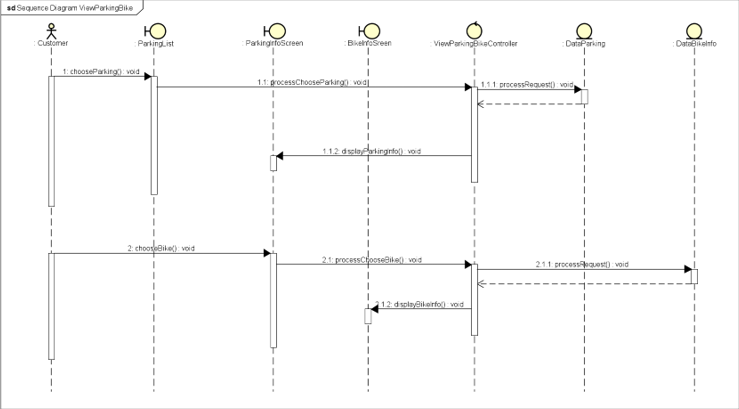 sd Sequence Diagram ViewParkingBike
: Customer
: ParkingList
: ParkingInfoScreen
: BikeInfoSreen
: ViewParkingBikeController
: DataParking
: DataBikeInfo
1: chooseParking() : void
1.1: processChooseParking() : void
1.1.1: processRequest() : void
1.1.2: displayParkingInfo() : void
2: chooseBike() : void
2.1: processChooseBike() : void
2.1.1: processRequest() : void
2.1.2: displayBikeInfo() : void